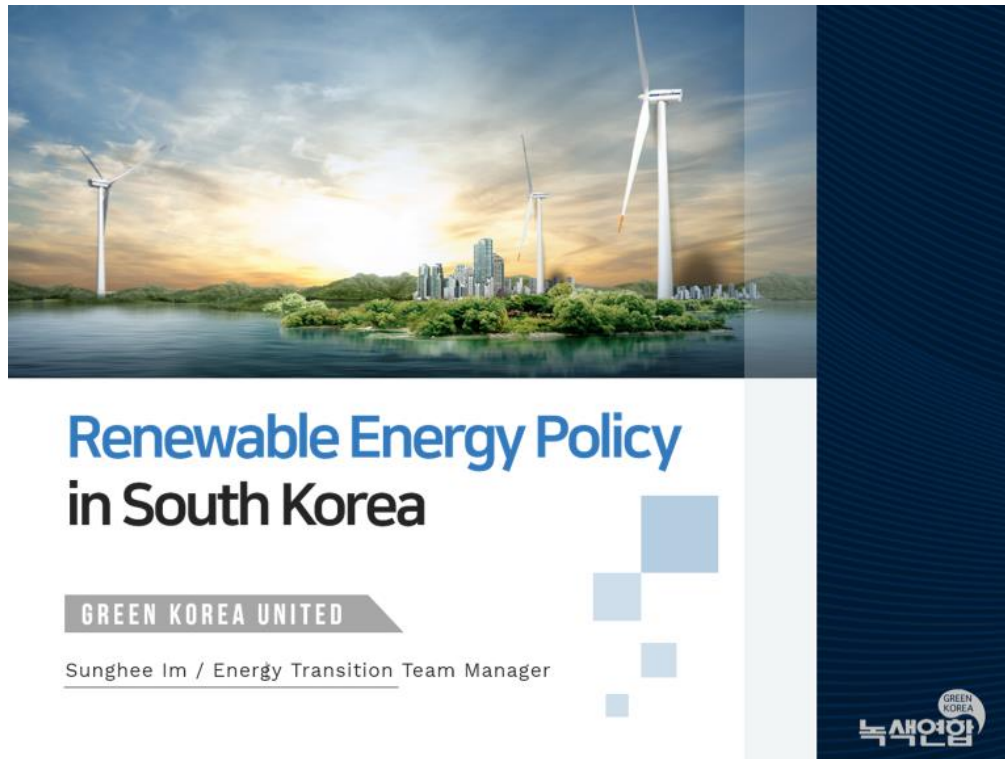 Renewable Energy Policy
in South Korea
GREEN KOREA UNITED
Sunghee Im / Energy Transition Team Manager
GREEN
KOREA
녹색연합